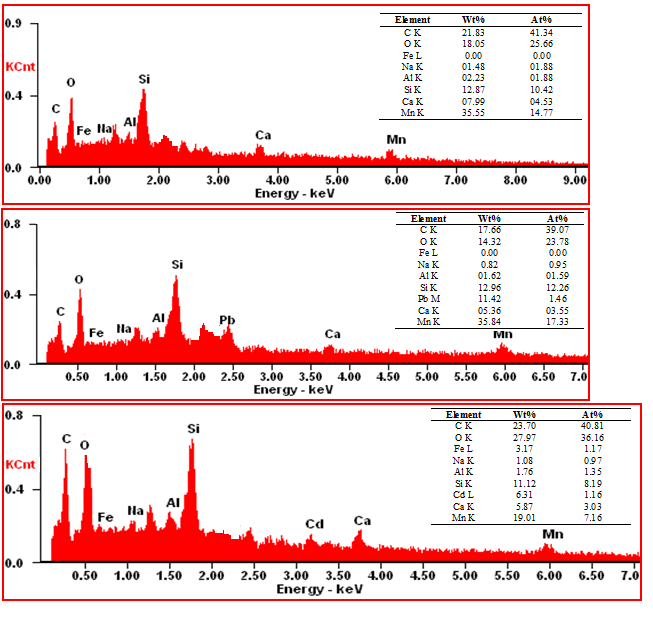 0.9
Element Wt% At%
C K 21.83 41.34
O K 18.05 25.66
Fe L 0.00 0.00
Na K 01.48 01.88
Al K 02.23 01.88
Si K 12.87 10.42
Ca K 07.99 04.53
Mn K 35.55 14.77
KCnt
0.4
C O Fe Na Al Si Ca Mn
0.0
0.00 1.00 2.00 3.00 4.00 5.00 6.00 7.00 8.00 9.00
Energy - keV
0.8
Element Wt% At%
C K 17.66 39.07
O K 14.32 23.78
Fe L 0.00 0.00
Na K 0.82 0.95
Al K 01.62 01.59
Si K 12.96 12.26
Pb M 11.42 1.46
Ca K 05.36 03.55
Mn K 35.84 17.33
0.4
C O Fe Na Al Si Pb Ca Mn
0.0
0.50 1.00 1.50 2.00 2.50 3.00 3.50 4.00 4.50 5.00 5.50 6.00 6.50 7.0
Energy - keV
0.8
Element Wt% At%
C K 23.70 40.81
O K 27.97 36.16
Fe L 3.17 1.17
Na K 1.08 0.97
Al K 1.76 1.35
Si K 11.12 8.19
Cd L 6.31 1.16
Ca K 5.87 3.03
Mn K 19.01 7.16
KCnt
0.4
C O Fe Na Al Si Cd Ca Mn
0.0
0.50 1.00 1.50 2.00 2.50 3.00 3.50 4.00 4.50 5.00 5.50 6.00 6.50 7.0
Energy - keV